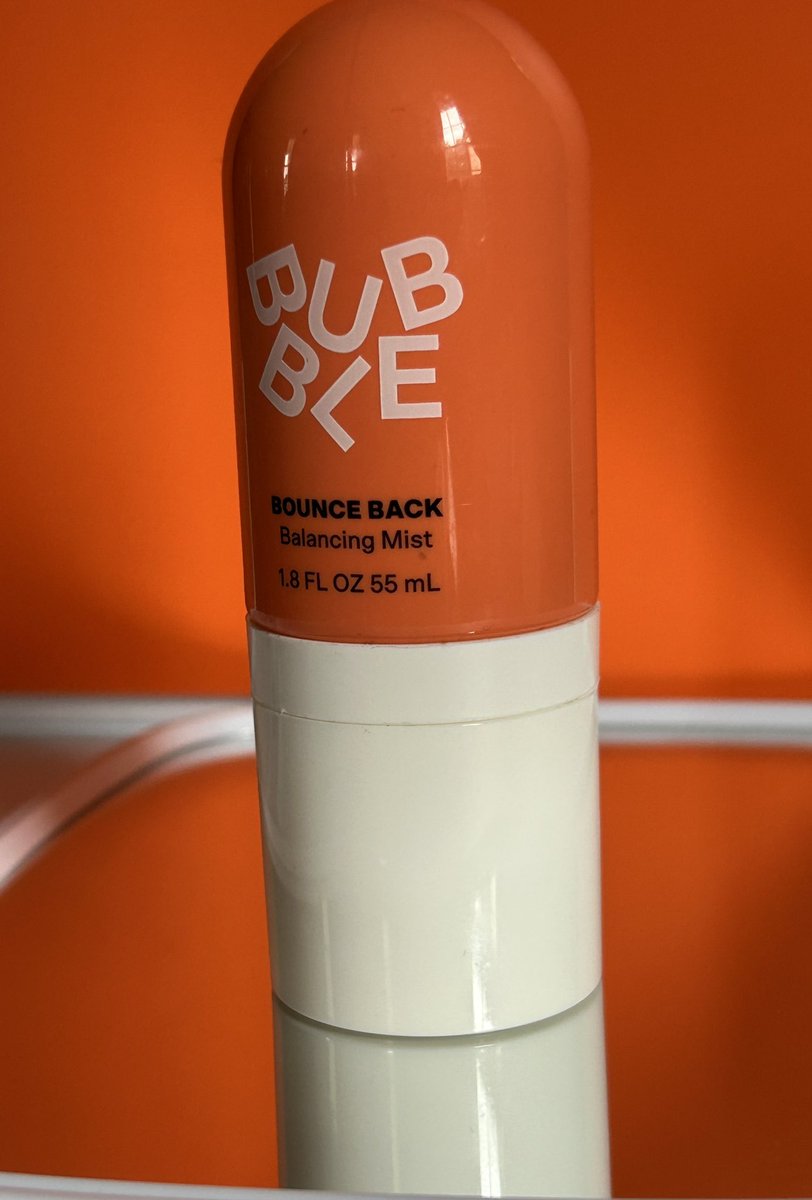 BUB
BLE
BOUNCE BACK
Balancing Mist
1.8 FL OZ 55 mL